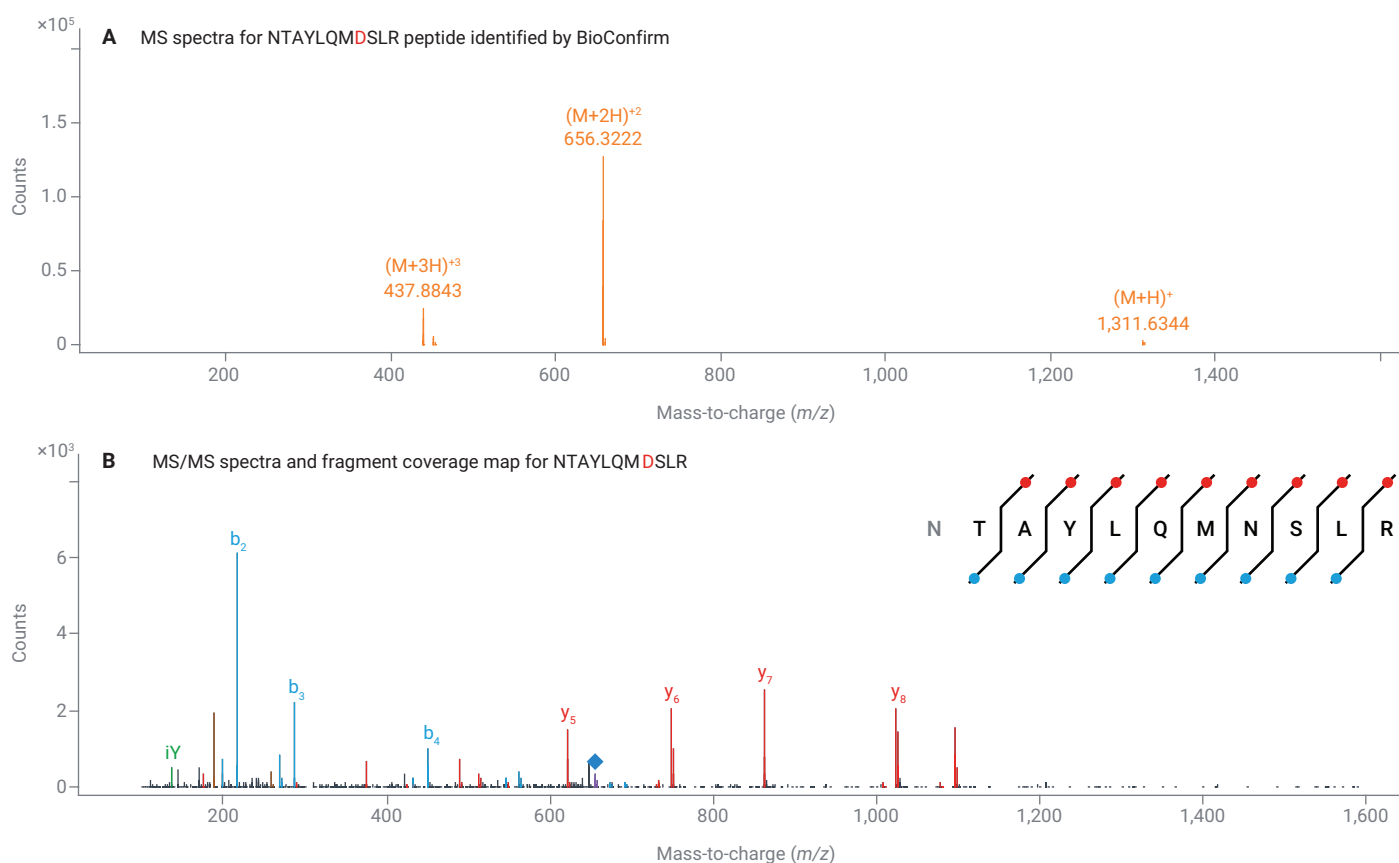 ×10⁵
A MS spectra for NTAYLQMDSLR peptide identified by BioConfirm
(M+2H)⁺²
656.3222
(M+3H)⁺³
437.8843
(M+H)⁺
1,311.6344
Counts
1.5
1.0
0.5
0
200 400 600 800 1,000 1,200 1,400
Mass-to-charge (m/z)
×10³
B MS/MS spectra and fragment coverage map for NTAYLQMDSLR
N T A Y L Q M N S L R
b₂
b₃
b₄
iY
y₅
y₆
y₇
y₈
Counts
6
4
2
0
200 400 600 800 1,000 1,200 1,400 1,600
Mass-to-charge (m/z)